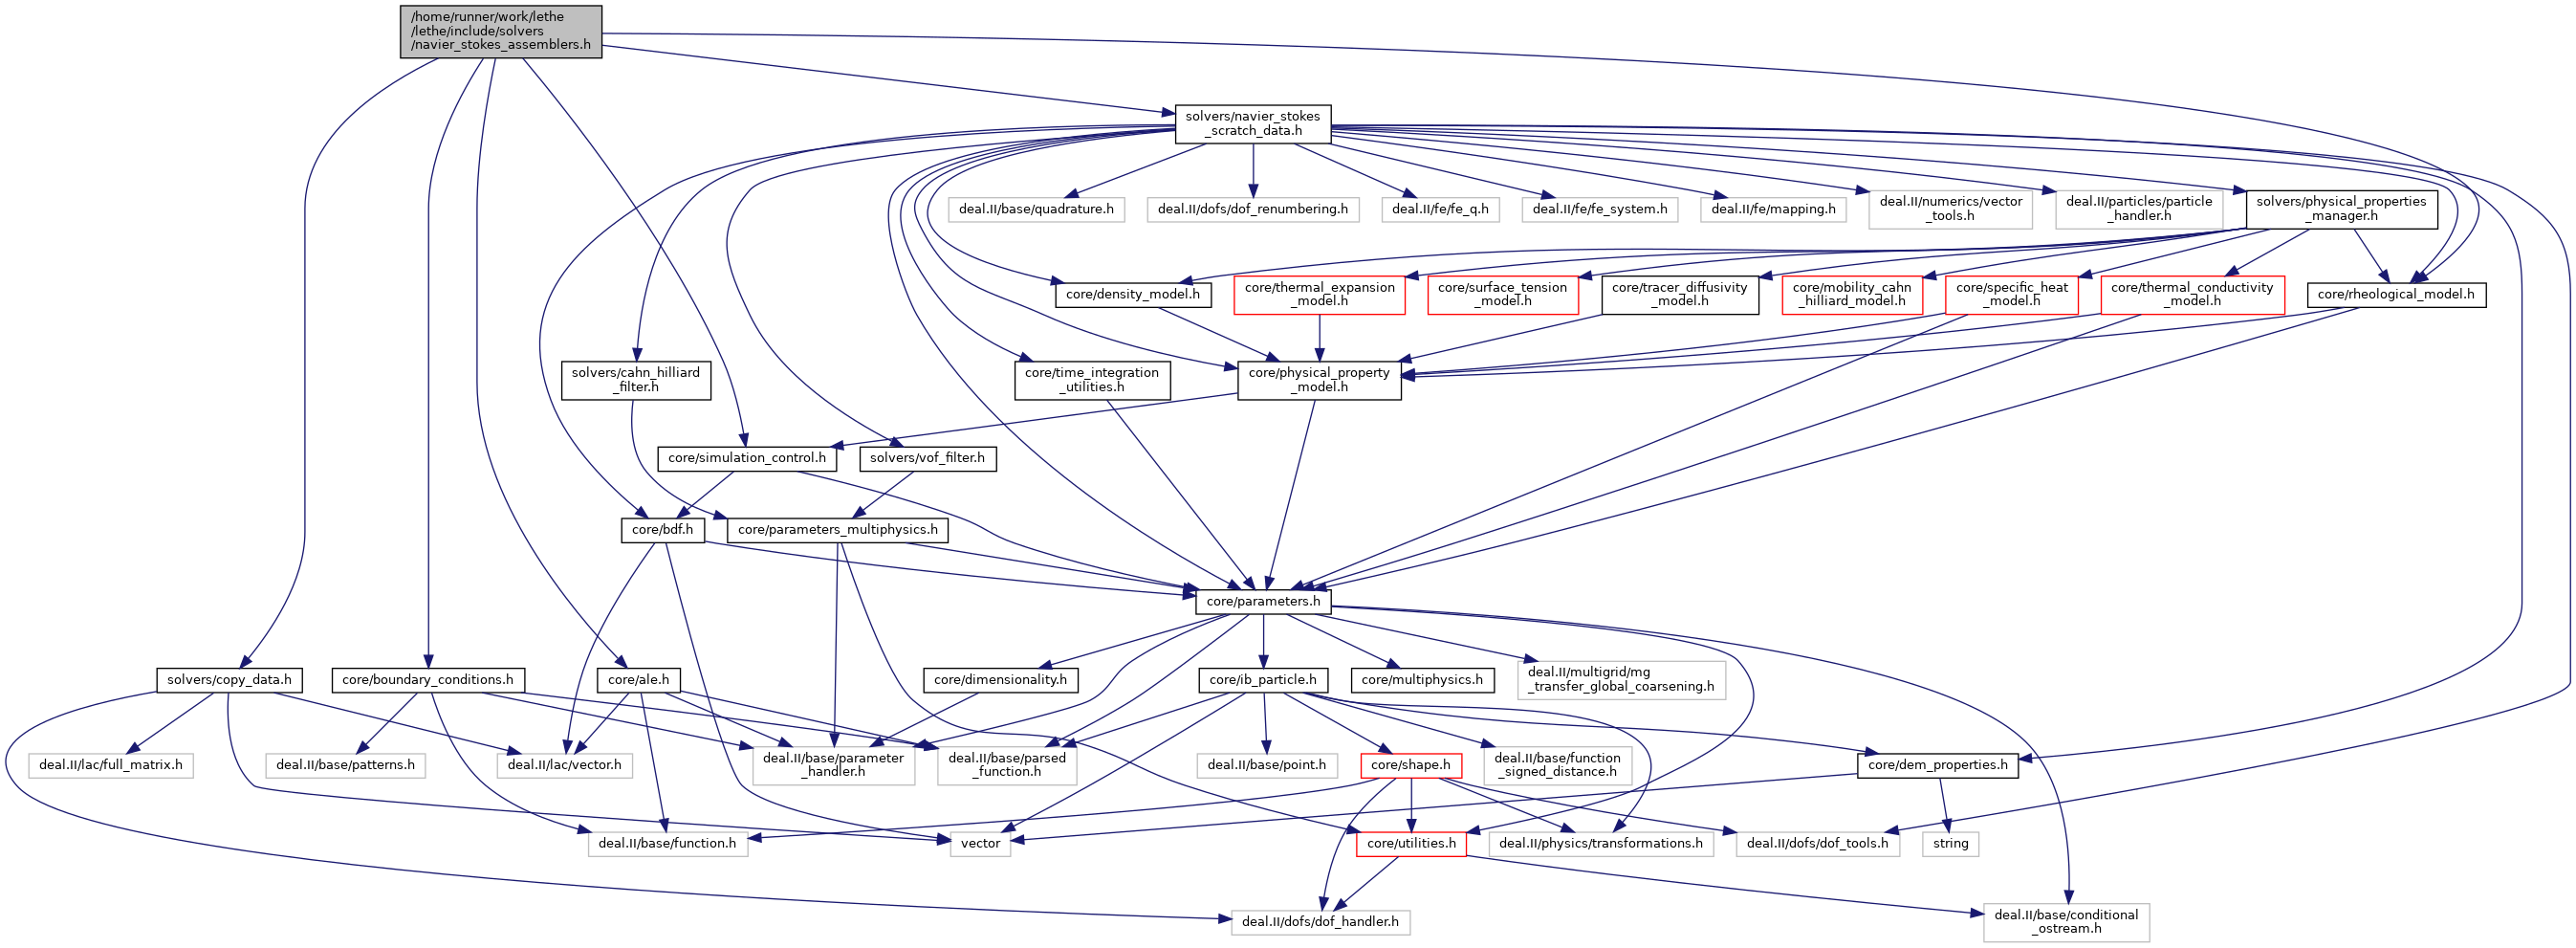 /home/runner/work/lethe
/lethe/include/solvers
/navier_stokes_assemblers.h
solvers/navier_stokes
_scratch_data.h
deal.II/base/quadrature.h
deal.II/dofs/dof_renumbering.h
deal.II/fe/fe_q.h
deal.II/fe/fe_system.h
deal.II/fe/mapping.h
deal.II/numerics/vector
_tools.h
deal.II/particles/particle
_handler.h
solvers/physical_properties
_manager.h
core/density_model.h
core/thermal_expansion
_model.h
core/surface_tension
_model.h
core/tracer_diffusivity
_model.h
core/mobility_cahn
_hilliard_model.h
core/specific_heat
_model.h
core/thermal_conductivity
_model.h
core/rheological_model.h
solvers/cahn_hilliard
_filter.h
core/time_integration
_utilities.h
core/physical_property
_model.h
core/simulation_control.h
solvers/vof_filter.h
core/bdf.h
core/parameters_multiphysics.h
core/parameters.h
solvers/copy_data.h
core/boundary_conditions.h
core/ale.h
core/dimensionality.h
core/ib_particle.h
core/multiphysics.h
deal.II/multigrid/mg
_transfer_global_coarsening.h
deal.II/lac/full_matrix.h
deal.II/base/patterns.h
deal.II/lac/vector.h
deal.II/base/parameter
_handler.h
deal.II/base/parsed
_function.h
deal.II/base/point.h
core/shape.h
deal.II/base/function
_signed_distance.h
core/dem_properties.h
deal.II/base/function.h
vector
core/utilities.h
deal.II/physics/transformations.h
deal.II/dofs/dof_tools.h
string
deal.II/dofs/dof_handler.h
deal.II/base/conditional
_ostream.h